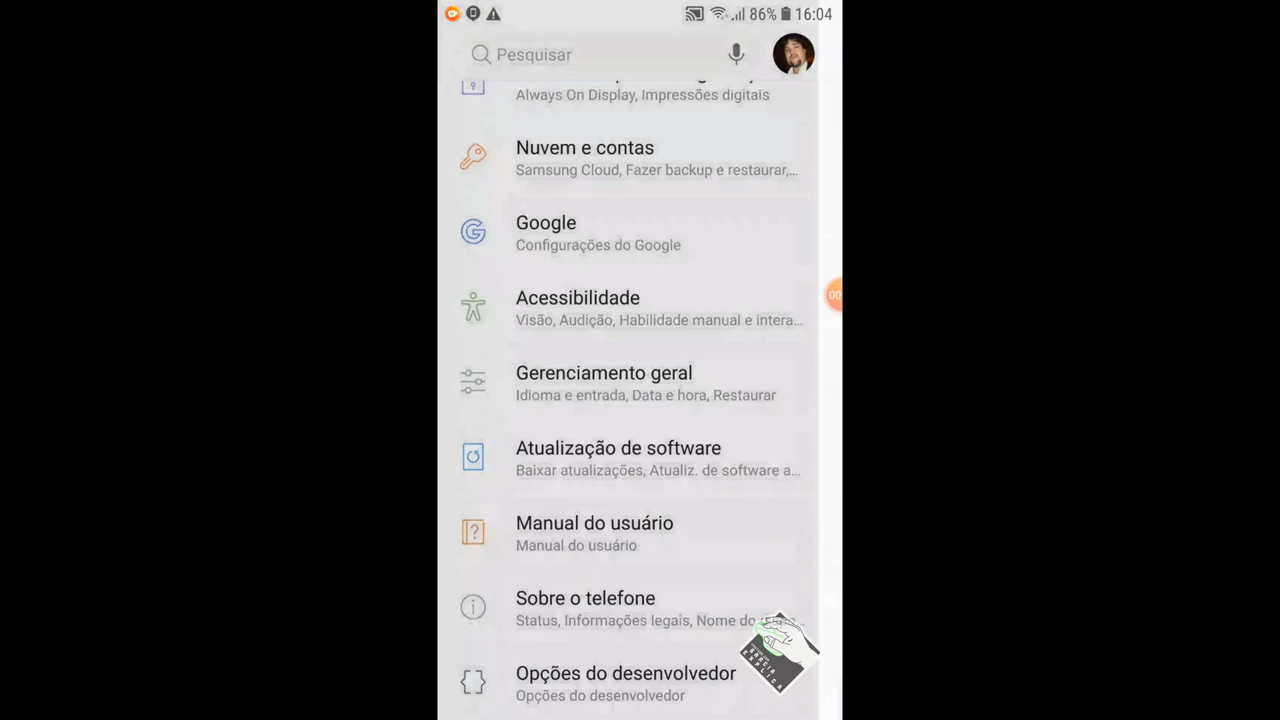 86% 16:04
Pesquisar
Always On Display, Impressões digitais
Nuvem e contas
Samsung Cloud, Fazer backup e restaurar,...
Google
Configurações do Google
00
Acessibilidade
Visão, Audição, Habilidade manual e intera...
Gerenciamento geral
Idioma e entrada, Data e hora, Restaurar
Atualização de software
Baixar atualizações, Atualiz. de software a...
Manual do usuário
Manual do usuário
Sobre o telefone
Status, Informações legais, Nome do
GARCIA
EXPLICA
Opções do desenvolvedor
Opções do desenvolvedor